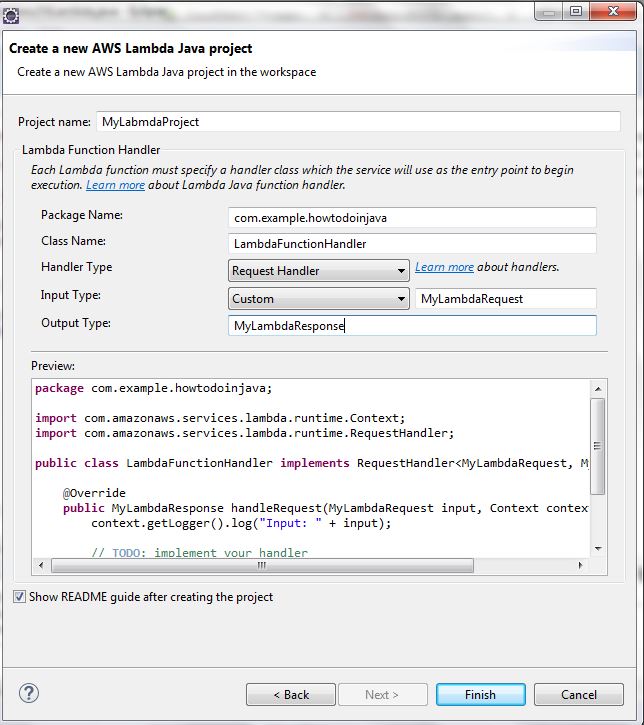 Create a new AWS Lambda Java project
Create a new AWS Lambda Java project in the workspace
Project name: MyLabmdaProject
Lambda Function Handler
Each Lambda function must specify a handler class which the service will use as the entry point to begin
execution. Learn more about Lambda Java function handler.
Package Name: com.example.howtodoinjava
Class Name: LambdaFunctionHandler
Handler Type Request Handler Learn more about handlers.
Input Type: Custom MyLambdaRequest
Output Type: MyLambdaResponse
Preview:
package com.example.howtodoinjava;
import com.amazonaws.services.lambda.runtime.Context;
import com.amazonaws.services.lambda.runtime.RequestHandler;
public class LambdaFunctionHandler implements RequestHandler<MyLambdaRequest, M
@Override
public MyLambdaResponse handleRequest(MyLambdaRequest input, Context contex
context.getLogger().log("Input: " + input);
// TODO: implement your handler
Show README guide after creating the project
< Back Next > Finish Cancel